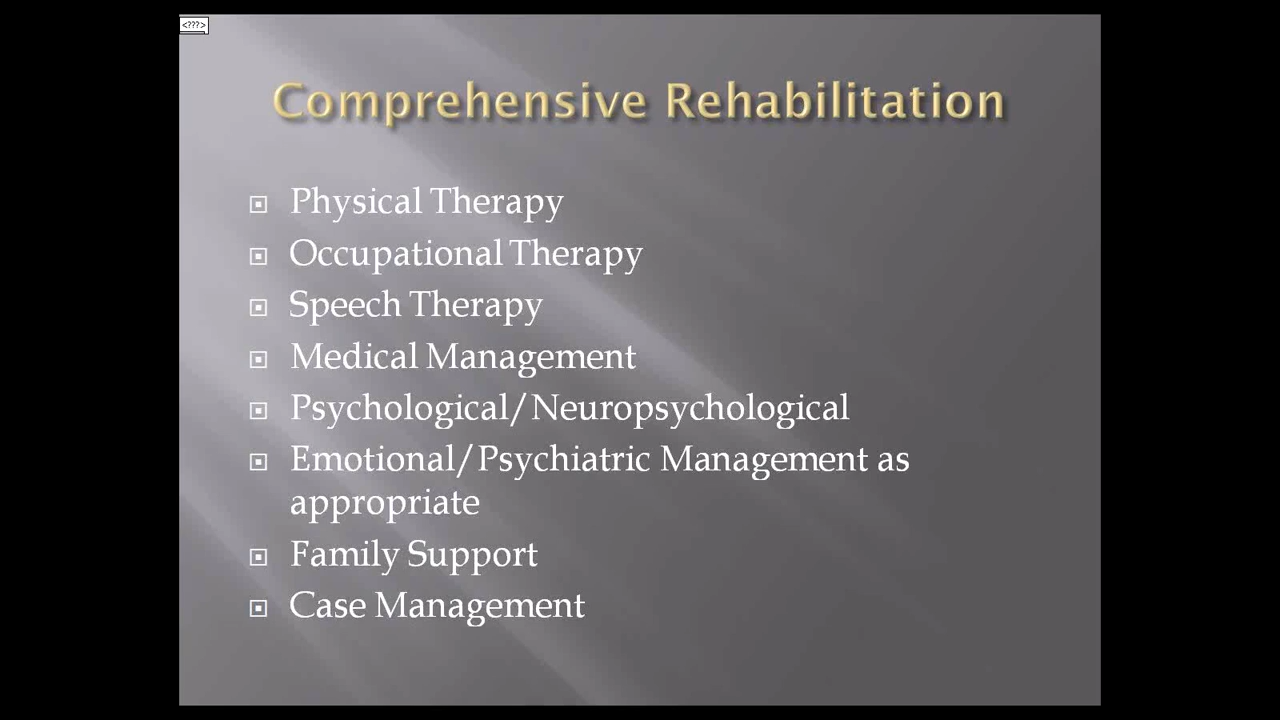 <???>
Comprehensive Rehabilitation
Physical Therapy
Occupational Therapy
Speech Therapy
Medical Management
Psychological/Neuropsychological
Emotional/Psychiatric Management as
appropriate
Family Support
Case Management